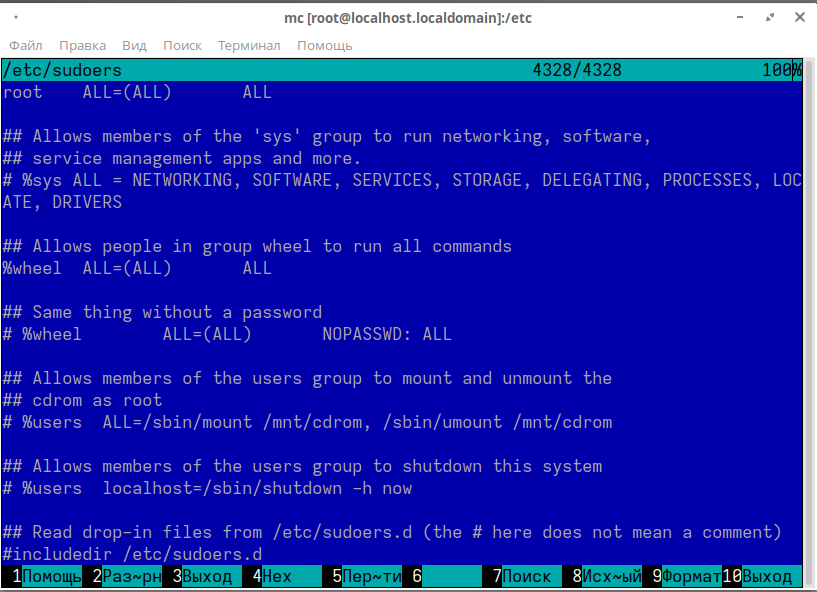 mc [root@localhost.localdomain]:/etc
Файл Правка Вид Поиск Терминал Помощь
/etc/sudoers 4328/4328 100%
root    ALL=(ALL)       ALL
## Allows members of the 'sys' group to run networking, software,
## service management apps and more.
# %sys ALL = NETWORKING, SOFTWARE, SERVICES, STORAGE, DELEGATING, PROCESSES, LOC
ATE, DRIVERS
## Allows people in group wheel to run all commands
%wheel  ALL=(ALL)       ALL
## Same thing without a password
# %wheel        ALL=(ALL)       NOPASSWD: ALL
## Allows members of the users group to mount and unmount the
## cdrom as root
# %users  ALL=/sbin/mount /mnt/cdrom, /sbin/umount /mnt/cdrom
## Allows members of the users group to shutdown this system
# %users  localhost=/sbin/shutdown -h now
## Read drop-in files from /etc/sudoers.d (the # here does not mean a comment)
#includedir /etc/sudoers.d
1Помощь 2Раз~рн 3Выход 4Hex 5Пер~ти 6 7Поиск 8Исх~ый 9Формат 10Выход